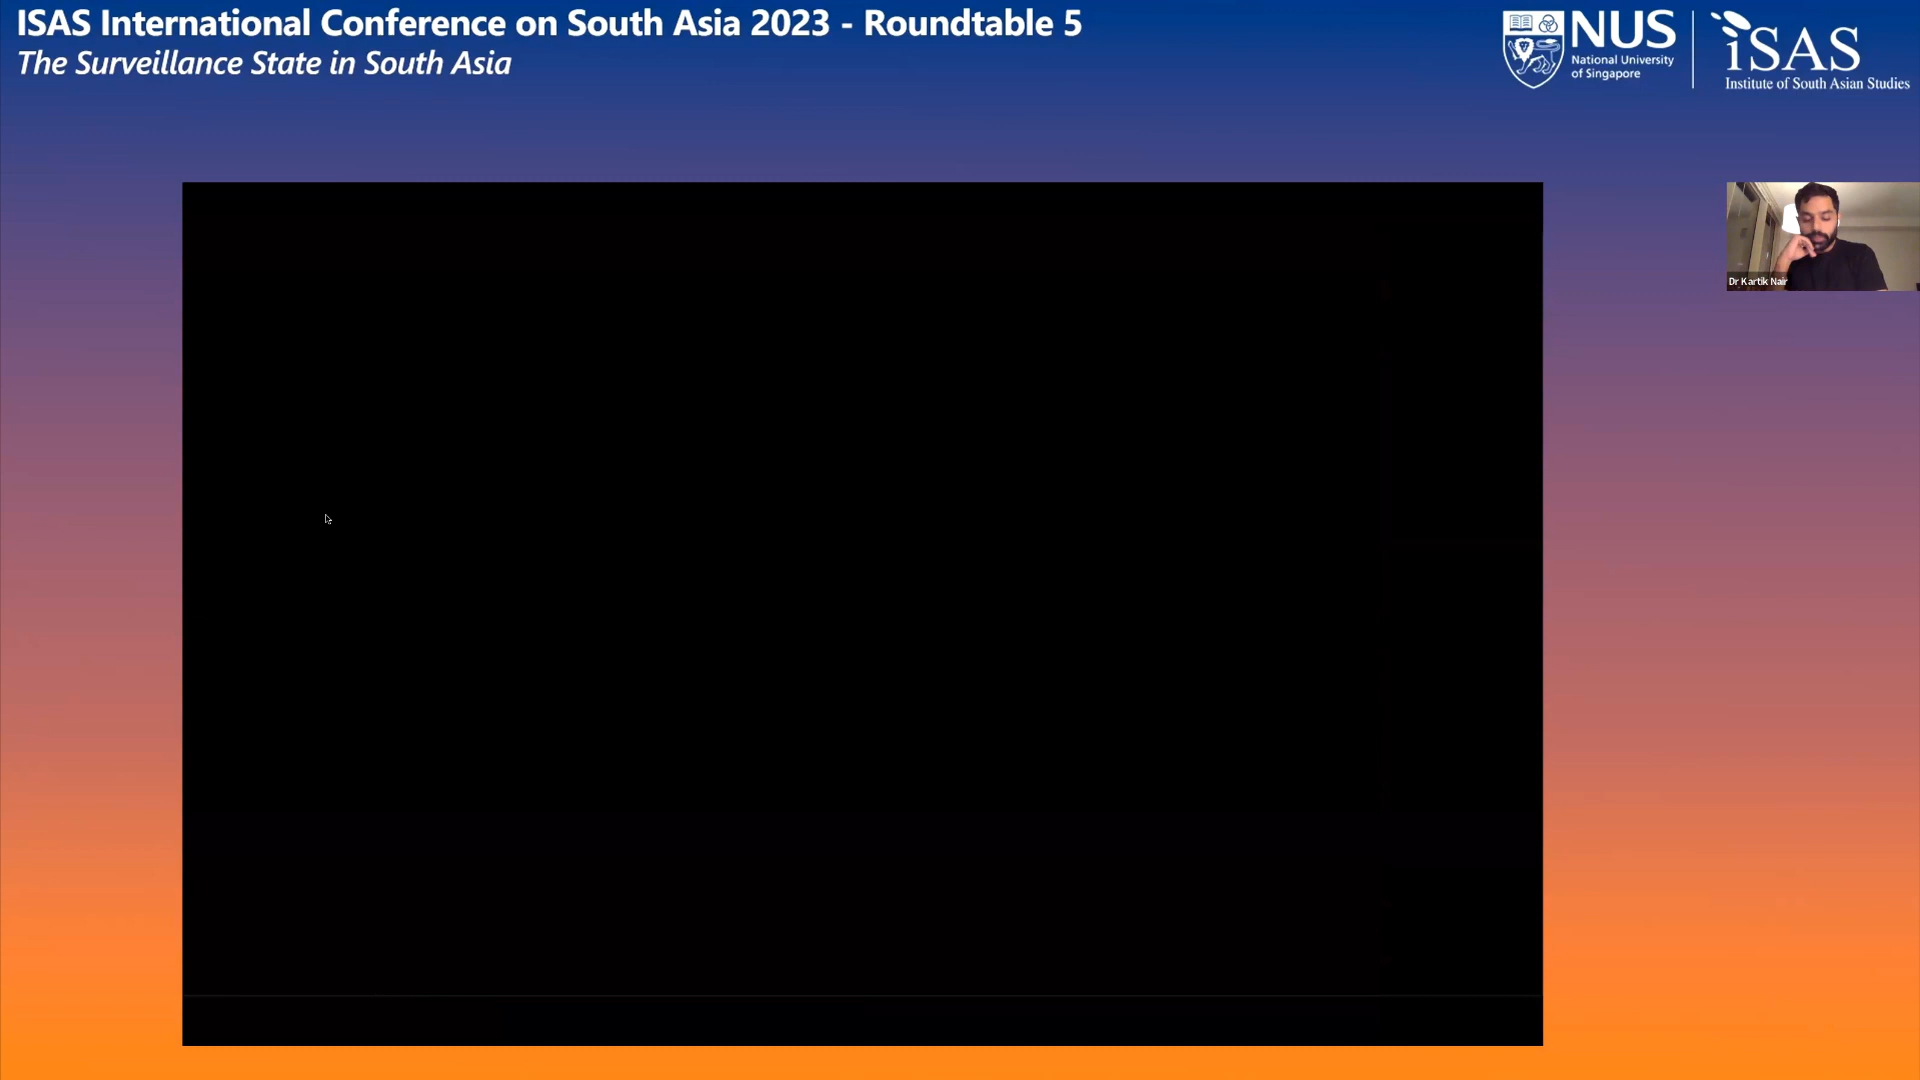 ISAS International Conference on South Asia 2023 - Roundtable 5
The Surveillance State in South Asia
NUS
National University
of Singapore
iSAS
Institute of South Asian Studies
Dr Kartik Nair